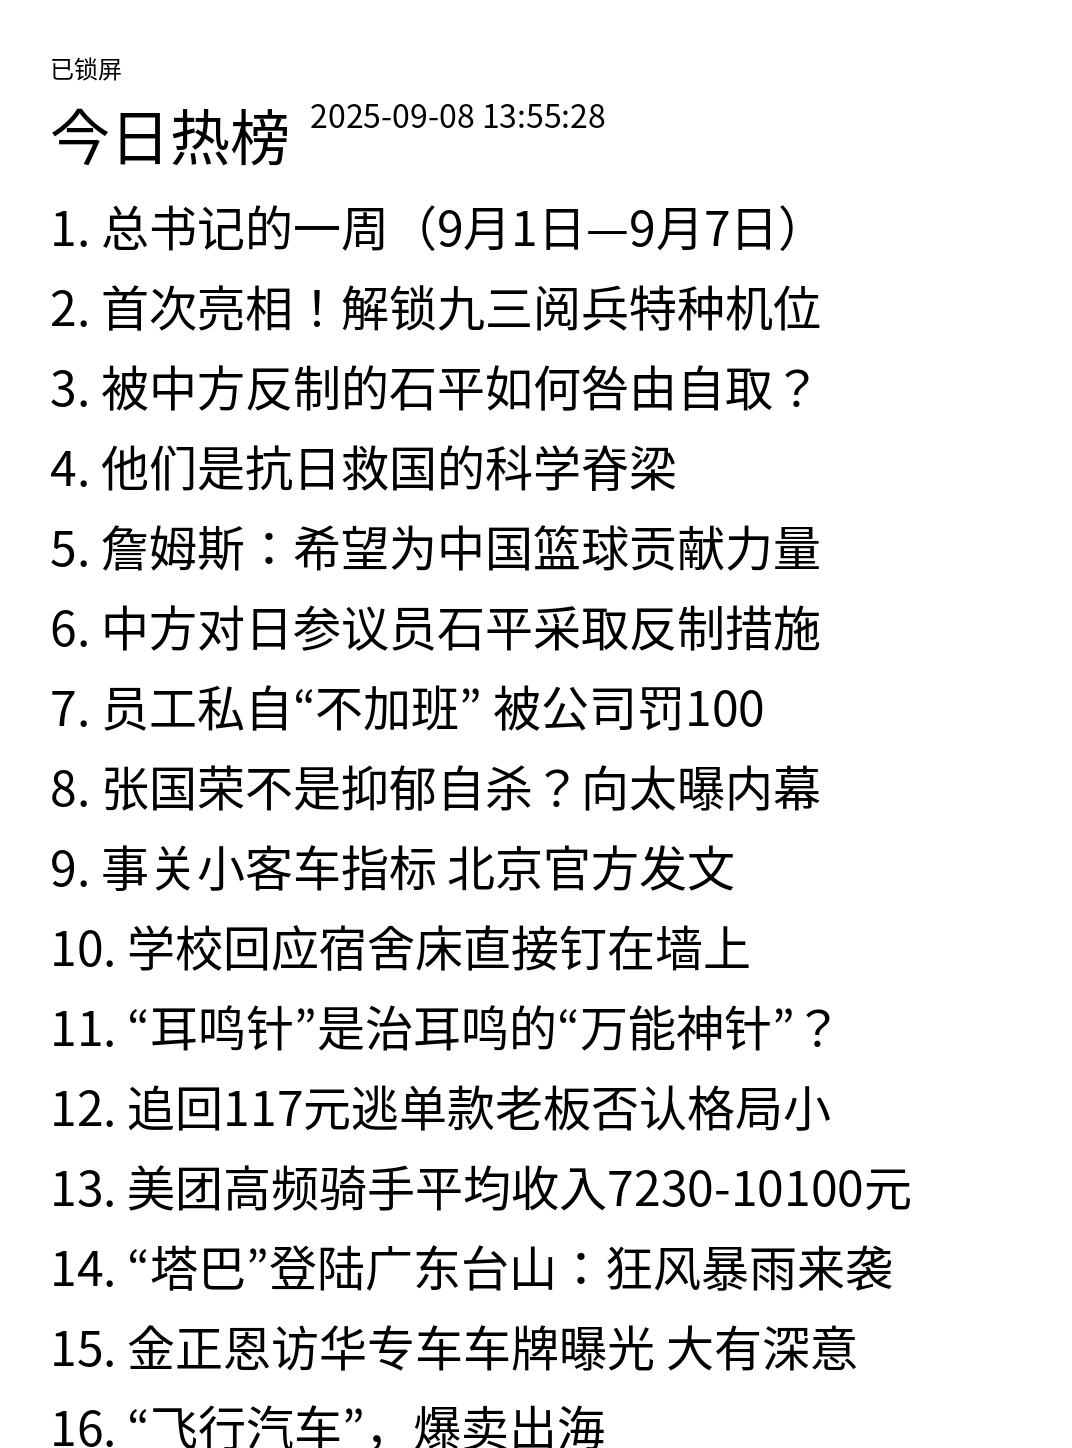 已锁屏
今日热榜 2025-09-08 13:55:28
1. 总书记的一周（9月1日—9月7日）
2. 首次亮相！解锁九三阅兵特种机位
3. 被中方反制的石平如何咎由自取？
4. 他们是抗日救国的科学脊梁
5. 詹姆斯：希望为中国篮球贡献力量
6. 中方对日参议员石平采取反制措施
7. 员工私自“不加班” 被公司罚100
8. 张国荣不是抑郁自杀？向太曝内幕
9. 事关小客车指标 北京官方发文
10. 学校回应宿舍床直接钉在墙上
11. “耳鸣针”是治耳鸣的“万能神针”？
12. 追回117元逃单款老板否认格局小
13. 美团高频骑手平均收入7230-10100元
14. “塔巴”登陆广东台山：狂风暴雨来袭
15. 金正恩访华专车车牌曝光 大有深意
16. “飞行汽车”，爆卖出海